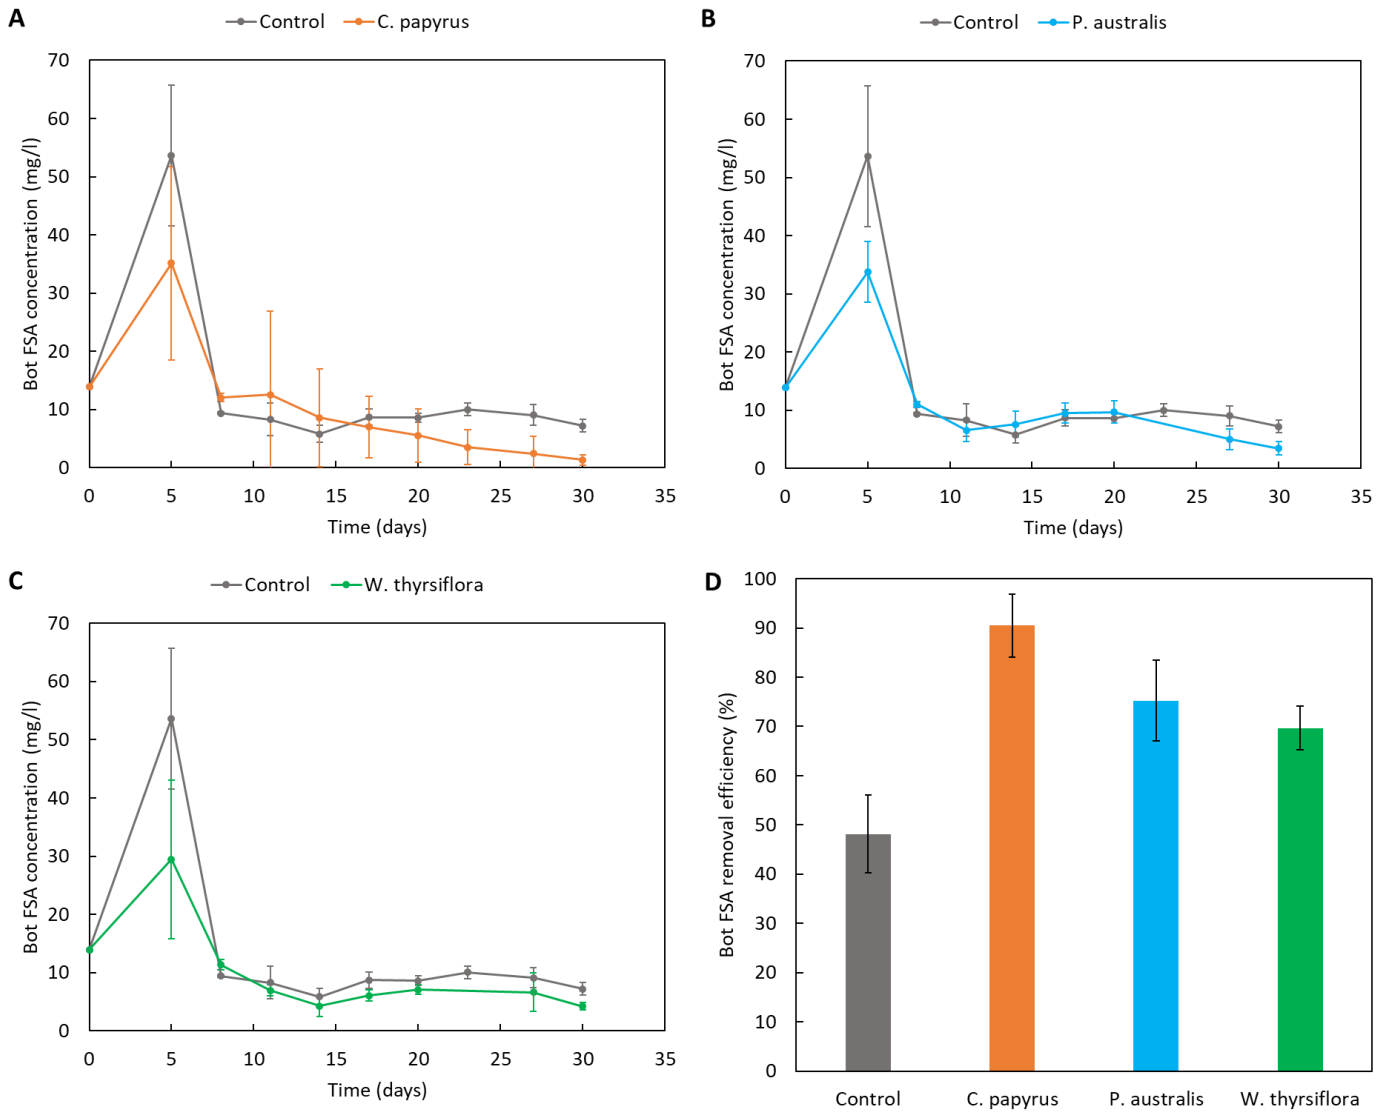 A
Control C. papyrus
70
60
50
40
30
20
10
0
Bot FSA concentration (mg/l)
0 5 10 15 20 25 30 35
Time (days)
B
Control P. australis
70
60
50
40
30
20
10
0
Bot FSA concentration (mg/l)
0 5 10 15 20 25 30 35
Time (days)
C
Control W. thyrsiflora
70
60
50
40
30
20
10
0
Bot FSA concentration (mg/l)
0 5 10 15 20 25 30 35
Time (days)
D
100
90
80
70
60
50
40
30
20
10
0
Bot FSA removal efficiency (%)
Control C. papyrus P. australis W. thyrsiflora